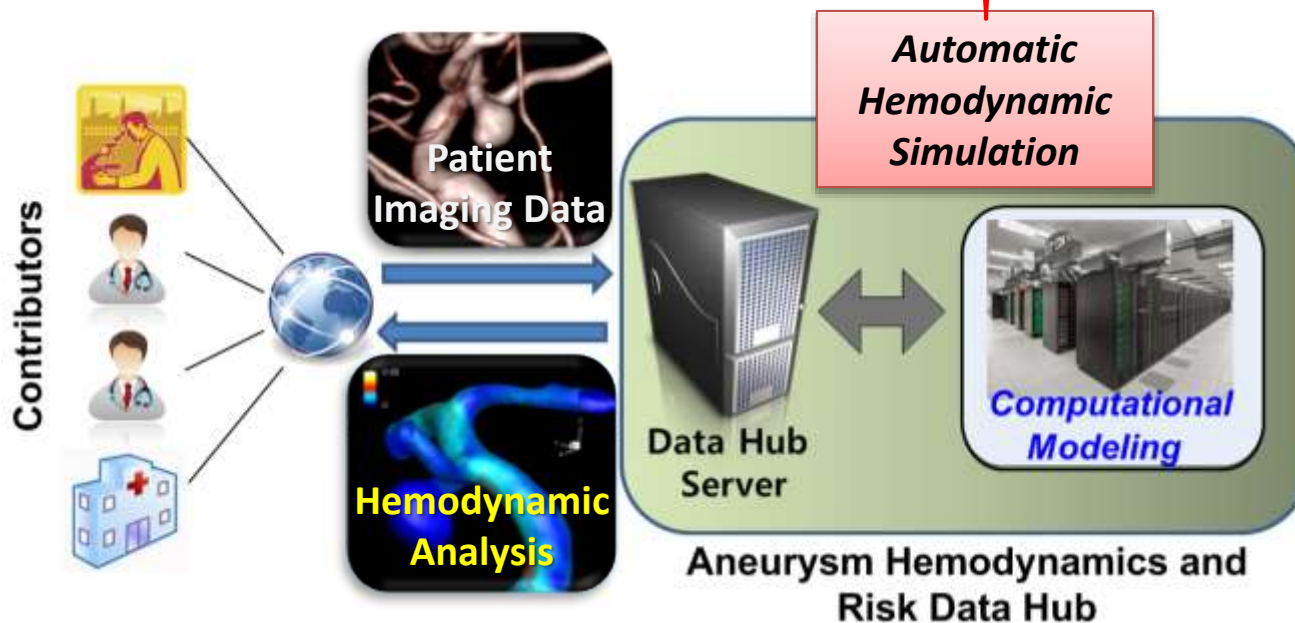 Contributors
Patient
Imaging Data
Hemodynamic
Analysis
Automatic
Hemodynamic
Simulation
Data Hub
Server
Computational
Modeling
Aneurysm Hemodynamics and
Risk Data Hub